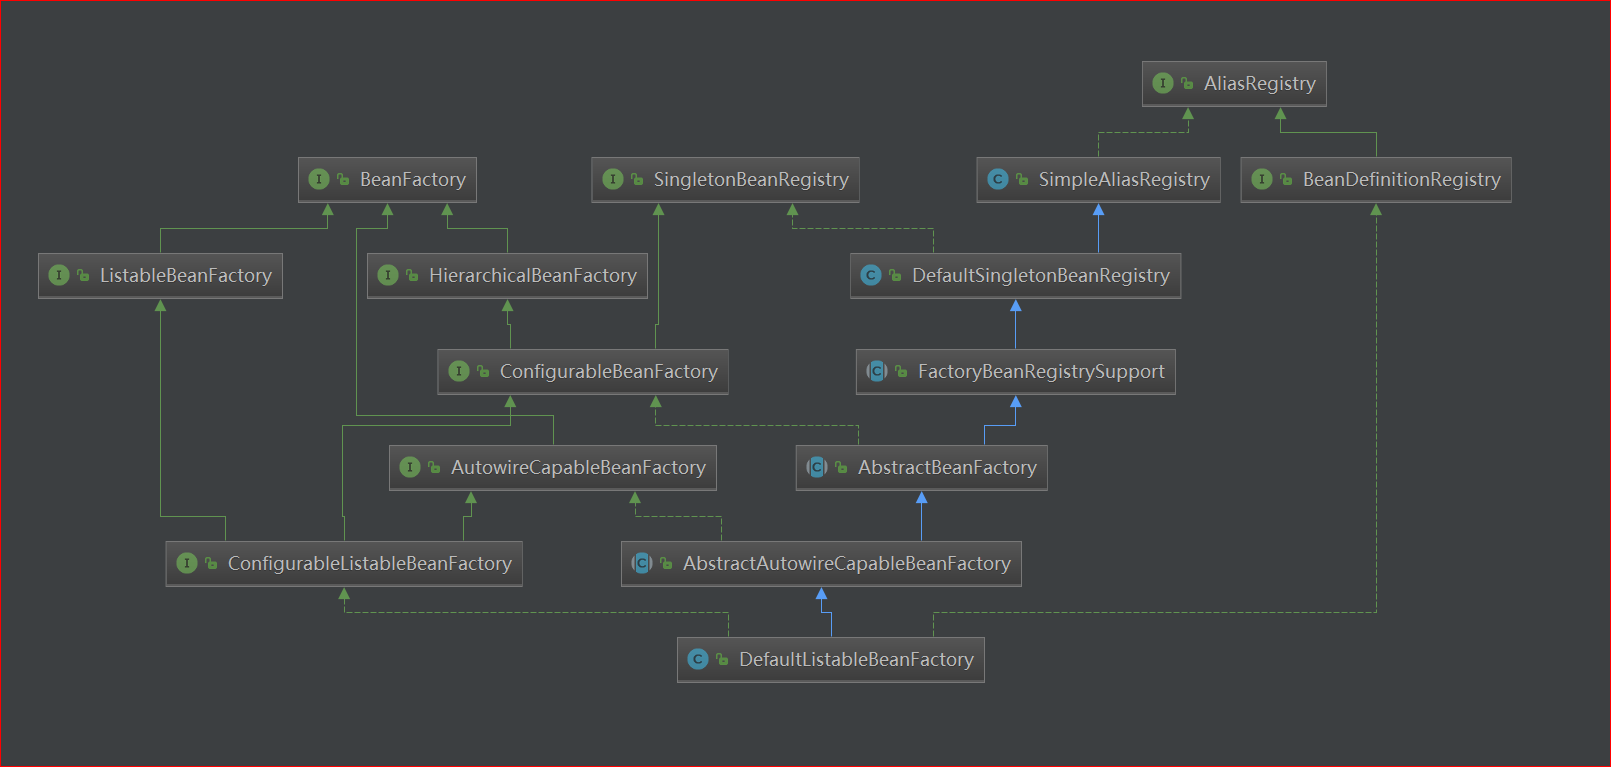 AliasRegistry
BeanFactory
SingletonBeanRegistry
SimpleAliasRegistry
BeanDefinitionRegistry
ListableBeanFactory
HierarchicalBeanFactory
DefaultSingletonBeanRegistry
ConfigurableBeanFactory
FactoryBeanRegistrySupport
AutowireCapableBeanFactory
AbstractBeanFactory
ConfigurableListableBeanFactory
AbstractAutowireCapableBeanFactory
DefaultListableBeanFactory